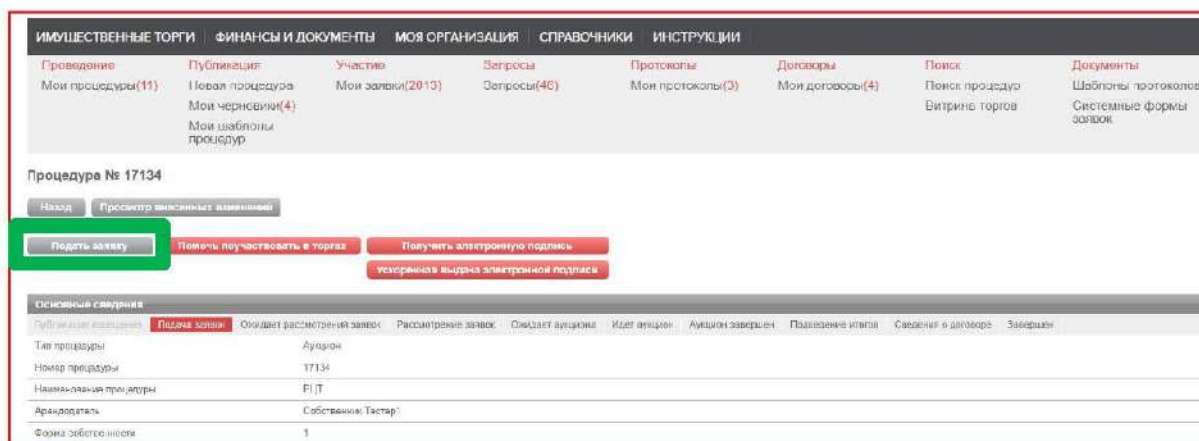 ИМУЩЕСТВЕННЫЕ ТОРГИ ФИНАНСЫ И ДОКУМЕНТЫ МОЯ ОРГАНИЗАЦИЯ СПРАВОЧНИКИ ИНСТРУКЦИИ
Проведение Публикация Участие Запросы Протоколы Договоры Поиск Документы
Мои процедуры(11) Новая процедура Мои заявки(2013) Запросы(46) Мои протоколы(3) Мои договоры(4) Поиск процедур Шаблоны протоколов
Мои черновики(4) Витрина торгов Системные формы
Мои шаблоны заявок
процедур
Процедура № 17134
Назад Просмотр внесенных изменений
Подать заявку Помочь поучаствовать в торгах Получить электронную подпись
Ускоренная выдача электронной подписи
Основные сведения
Публикация извещения Подача заявок Ожидает рассмотрения заявок Рассмотрение заявок Ожидает аукциона Идет аукцион Аукцион завершен Подведение итогов Сведения о договоре Завершен
Тип процедуры Аукцион
Номер процедуры 17134
Наименование процедуры
Арендодатель Собственник Тестер1
Форма собственности 1